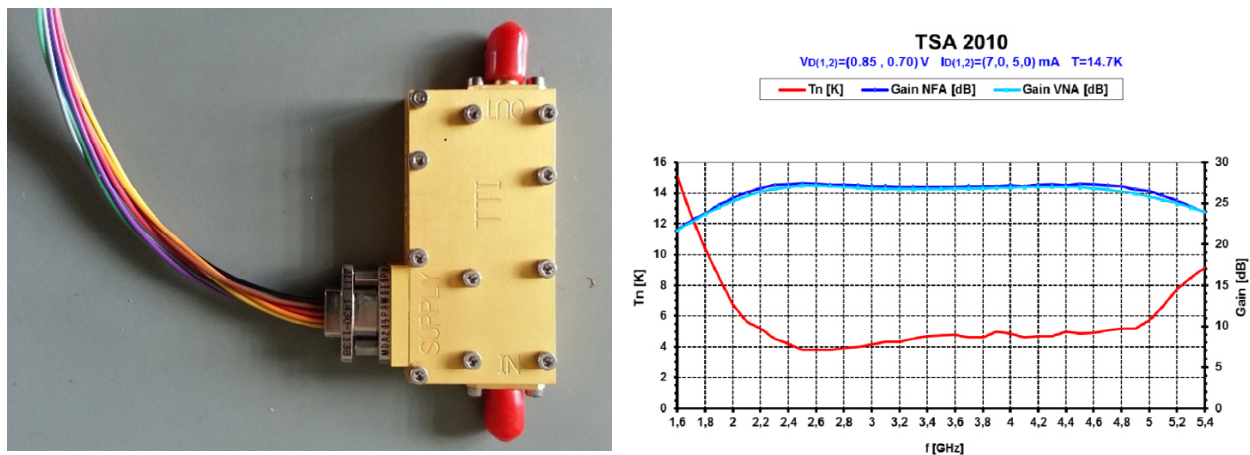 OUT
TTI
SUPPLY
IN
TSA 2010
VD(1,2)=(0.85 , 0.70) V ID(1,2)=(7,0, 5,0) mA T=14.7K
Tn [K]
Gain NFA [dB]
Gain VNA [dB]
16
14
12
10
8
6
4
2
0
Tn [K]
30
25
20
15
10
5
0
Gain [dB]
1,6 1,8 2 2,2 2,4 2,6 2,8 3 3,2 3,4 3,6 3,8 4 4,2 4,4 4,6 4,8 5 5,2 5,4
f [GHz]